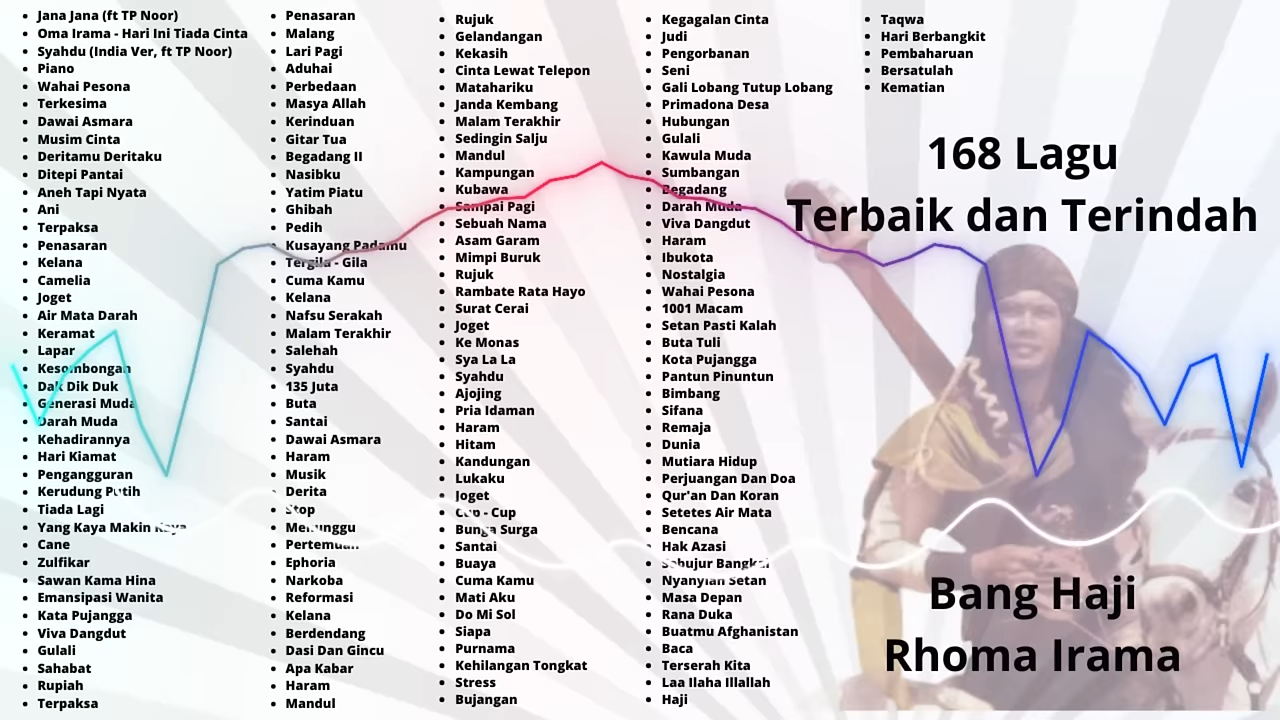 Jana Jana (ft TP Noor)
Oma Irama - Hari Ini Tiada Cinta
Syahdu (India Ver, ft TP Noor)
Piano
Wahai Pesona
Terkesima
Dawai Asmara
Musim Cinta
Deritamu Deritaku
Ditepi Pantai
Aneh Tapi Nyata
Ani
Terpaksa
Penasaran
Kelana
Camelia
Joget
Air Mata Darah
Keramat
Lapar
Kesombongan
Dak Dik Duk
Generasi Muda
Darah Muda
Kehadirannya
Hari Kiamat
Pengangguran
Kerudung Putih
Tiada Lagi
Yang Kaya Makin Kaya
Cane
Zulfikar
Sawan Kama Hina
Emansipasi Wanita
Kata Pujangga
Viva Dangdut
Gulali
Sahabat
Rupiah
Terpaksa
Penasaran
Malang
Lari Pagi
Aduhai
Perbedaan
Masya Allah
Kerinduan
Gitar Tua
Begadang II
Nasibku
Yatim Piatu
Ghibah
Pedih
Kusayang Padamu
Tergila - Gila
Cuma Kamu
Kelana
Nafsu Serakah
Malam Terakhir
Salehah
Syahdu
135 Juta
Buta
Santai
Dawai Asmara
Haram
Musik
Derita
Stop
Menunggu
Pertemuan
Ephoria
Narkoba
Reformasi
Kelana
Berdendang
Dasi Dan Gincu
Apa Kabar
Haram
Mandul
Rujuk
Gelandangan
Kekasih
Cinta Lewat Telepon
Matahariku
Janda Kembang
Malam Terakhir
Sedingin Salju
Mandul
Kampungan
Kubawa
Sampai Pagi
Sebuah Nama
Asam Garam
Mimpi Buruk
Rujuk
Rambate Rata Hayo
Surat Cerai
Joget
Ke Monas
Sya La La
Syahdu
Ajojing
Pria Idaman
Haram
Hitam
Kandungan
Lukaku
Joget
Cup - Cup
Bunga Surga
Santai
Buaya
Cuma Kamu
Mati Aku
Do Mi Sol
Siapa
Purnama
Kehilangan Tongkat
Stress
Bujangan
Kegagalan Cinta
Judi
Pengorbanan
Seni
Gali Lobang Tutup Lobang
Primadona Desa
Hubungan
Gulali
Kawula Muda
Sumbangan
Begadang
Darah Muda
Viva Dangdut
Haram
Ibukota
Nostalgia
Wahai Pesona
1001 Macam
Setan Pasti Kalah
Buta Tuli
Kota Pujangga
Pantun Pinuntun
Bimbang
Sifana
Remaja
Dunia
Mutiara Hidup
Perjuangan Dan Doa
Qur'an Dan Koran
Setetes Air Mata
Bencana
Hak Azasi
Sebujur Bangkai
Nyanyian Setan
Masa Depan
Rana Duka
Buatmu Afghanistan
Baca
Terserah Kita
Laa Ilaha Illallah
Haji
Taqwa
Hari Berbangkit
Pembaharuan
Bersatulah
Kematian
168 Lagu
Terbaik dan Terindah
Bang Haji
Rhoma Irama